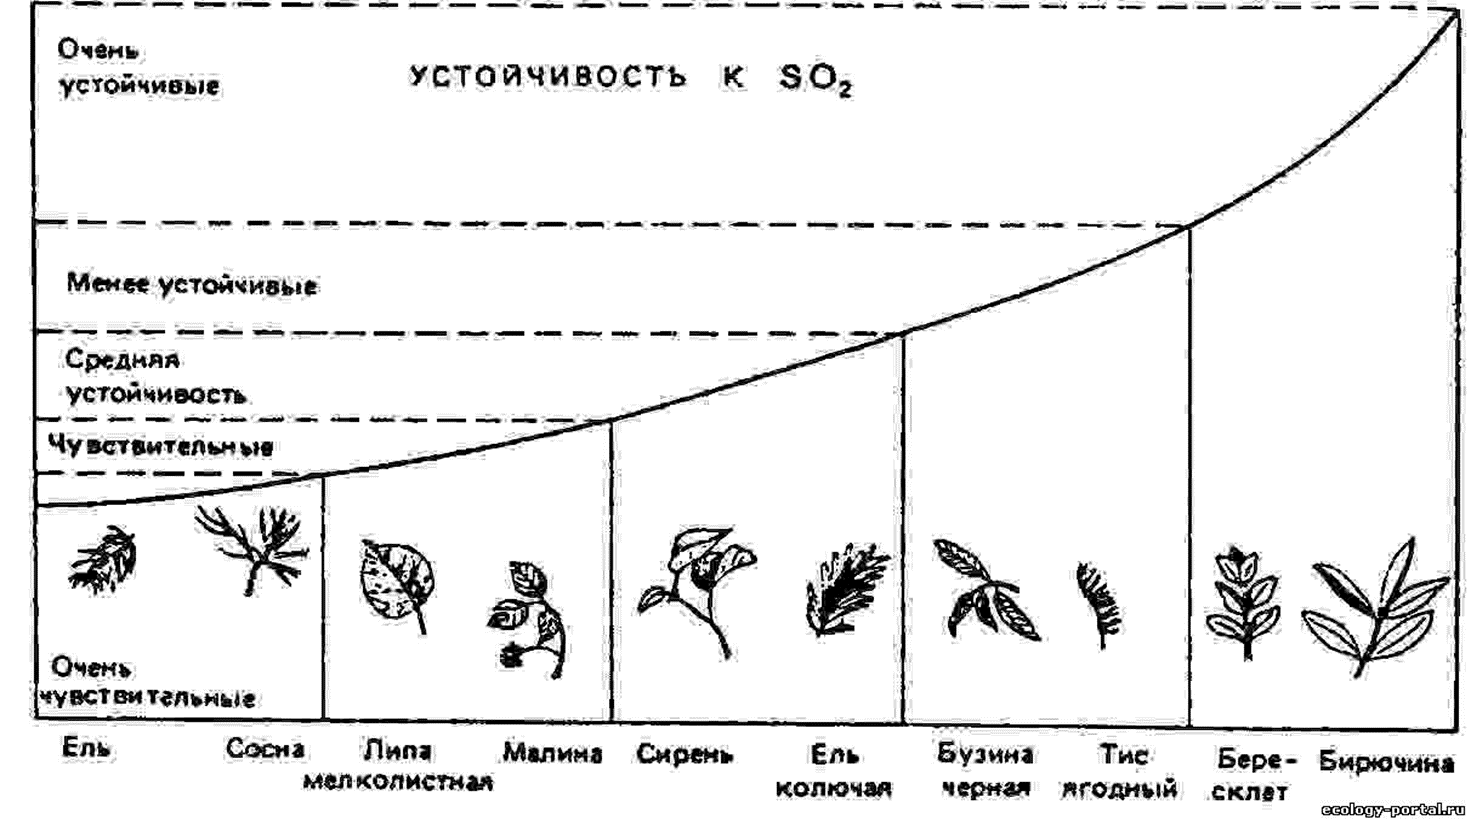 Очень
устойчивые
УСТОЙЧИВОСТЬ К SO₂
Менее устойчивые
Средняя
устойчивость
Чувствительные
Очень
чувствительные
Ель
Сосна
Липа
мелколистная
Малина
Сирень
Ель
колючая
Бузина
черная
Тис
ягодный
Бере-
склет
Бирючина
ecology-portal.ru